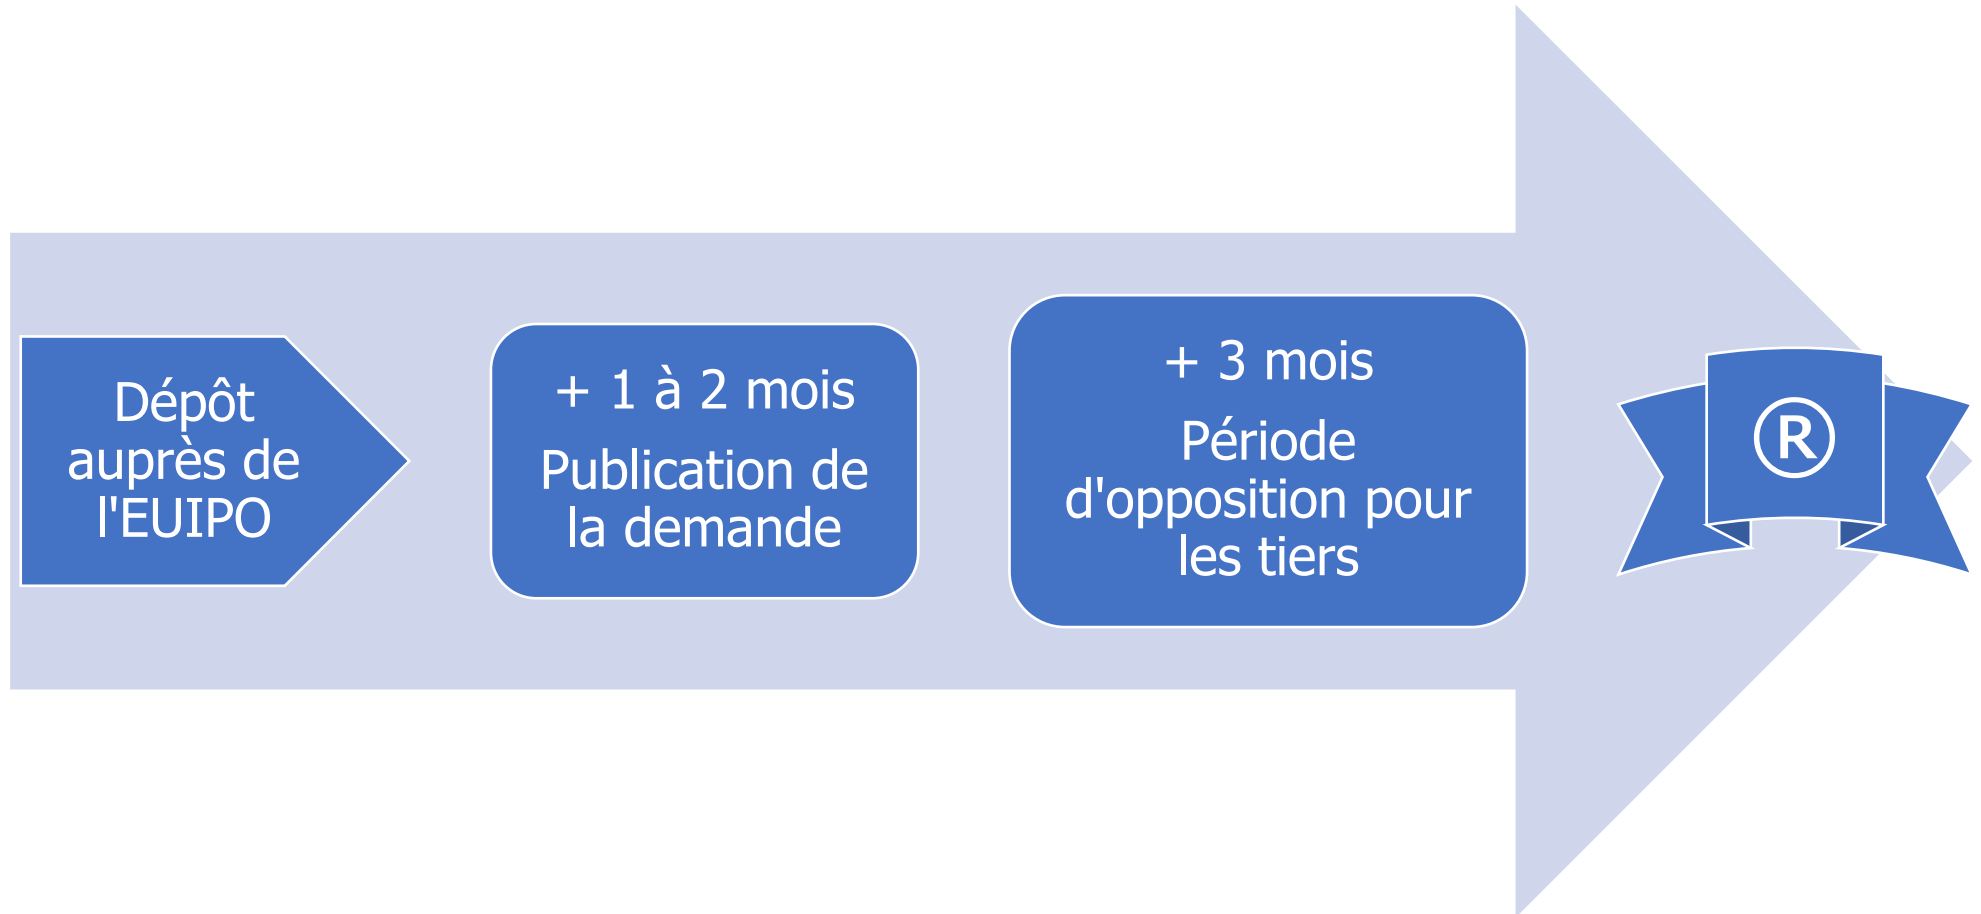 Dépôt
auprès de
l'EUIPO
+ 1 à 2 mois
Publication de
la demande
+ 3 mois
Période
d'opposition pour
les tiers
®